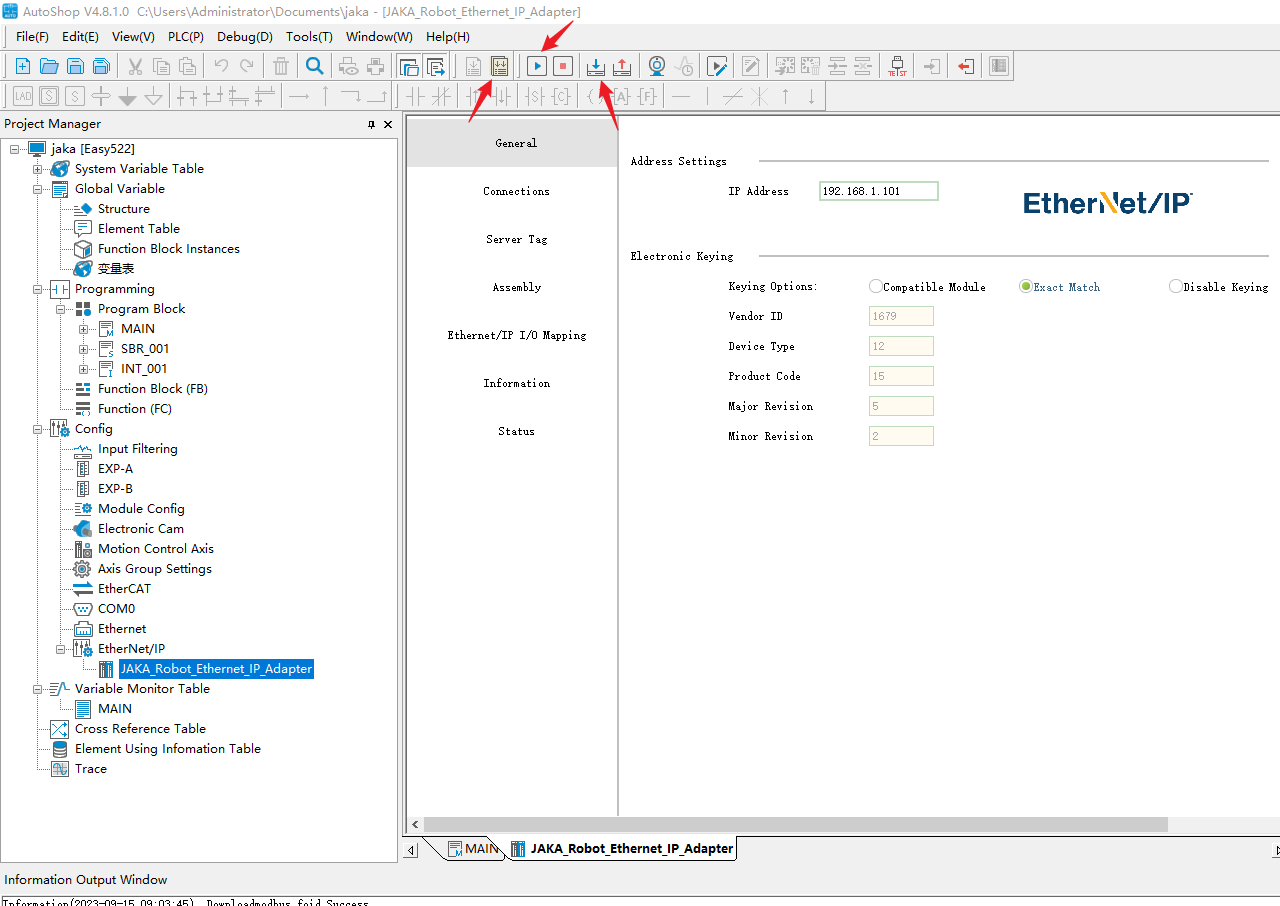 AutoShop V4.8.1.0 C:\Users\Administrator\Documents\jaka - [JAKA_Robot_Ethernet_IP_Adapter]
File(F) Edit(E) View(V) PLC(P) Debug(D) Tools(T) Window(W) Help(H)
TEST
LAD S S S C A F
Project Manager
jaka [Easy522]
System Variable Table
Global Variable
Structure
Element Table
Function Block Instances
变量表
Programming
Program Block
MAIN
SBR_001
INT_001
Function Block (FB)
Function (FC)
Config
Input Filtering
EXP-A
EXP-B
Module Config
Electronic Cam
Motion Control Axis
Axis Group Settings
EtherCAT
COM0
Ethernet
EtherNet/IP
JAKA_Robot_Ethernet_IP_Adapter
Variable Monitor Table
MAIN
Cross Reference Table
Element Using Infomation Table
Trace
General
Connections
Server Tag
Assembly
Ethernet/IP I/O Mapping
Information
Status
Address Settings
IP Address 192.168.1.101
EtherNet/IP
Electronic Keying
Keying Options: Compatible Module Exact Match Disable Keying
Vendor ID 1679
Device Type 12
Product Code 15
Major Revision 5
Minor Revision 2
MAIN JAKA_Robot_Ethernet_IP_Adapter
Information Output Window
Information(2023-09-15 09:03:45), Downloadmodbus foid Success